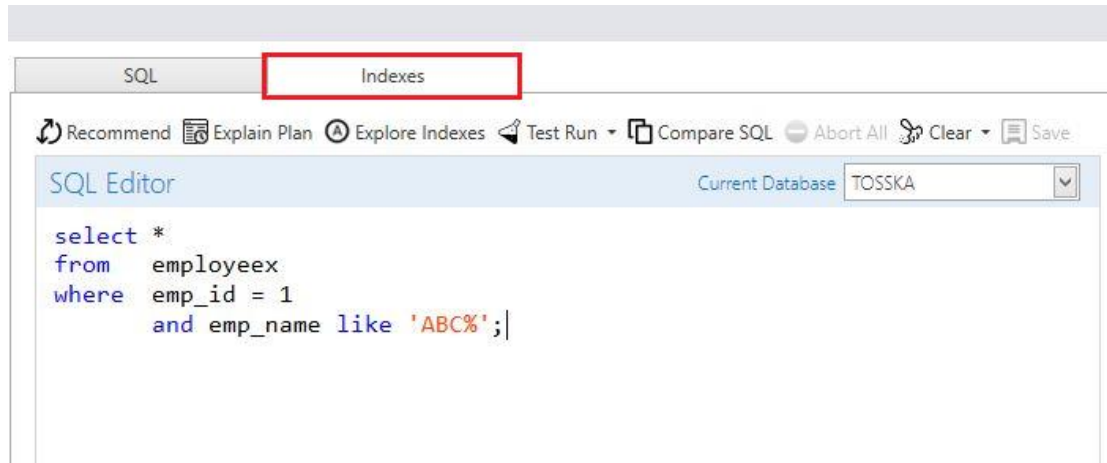 SQL Indexes
Recommend Explain Plan Explore Indexes Test Run Compare SQL Abort All Clear Save
SQL Editor Current Database TOSSKA
select *
from employeex
where emp_id = 1
and emp_name like 'ABC%';